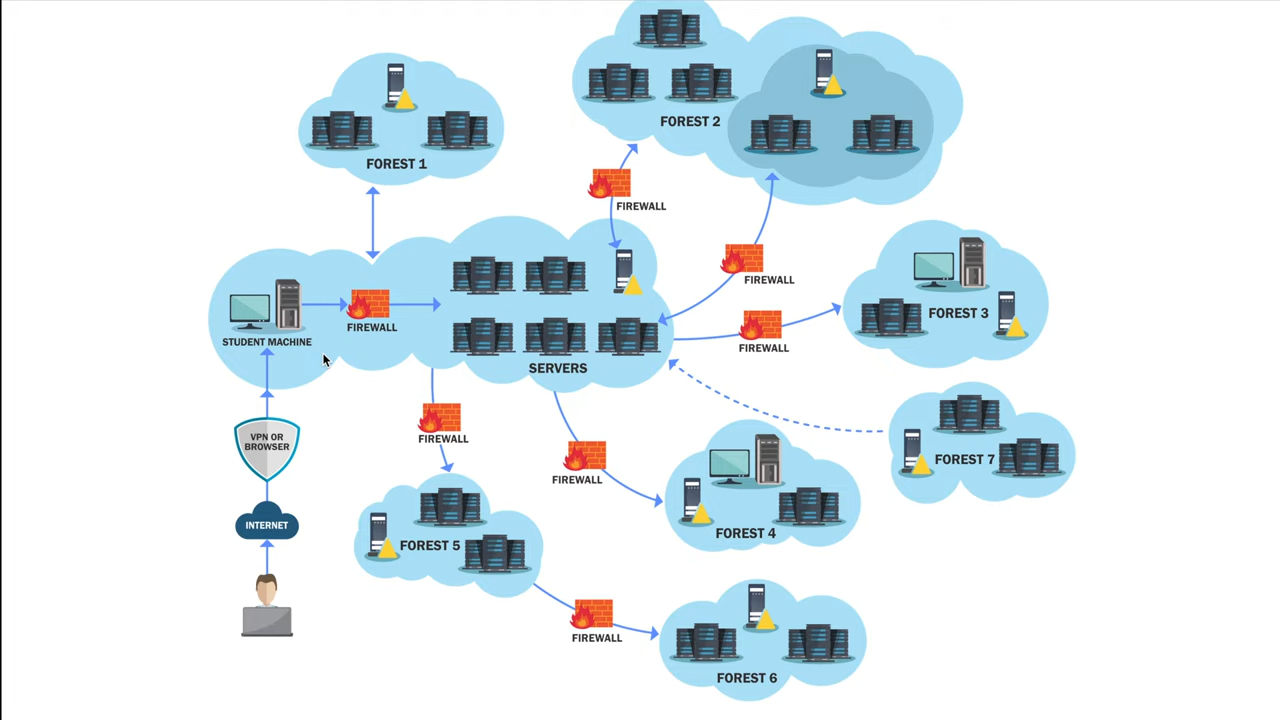 FOREST 2
FOREST 1
FIREWALL
FIREWALL
FOREST 3
FIREWALL
STUDENT MACHINE
FIREWALL
SERVERS
VPN OR
BROWSER
FIREWALL
FOREST 7
FIREWALL
INTERNET
FOREST 4
FOREST 5
FIREWALL
FOREST 6